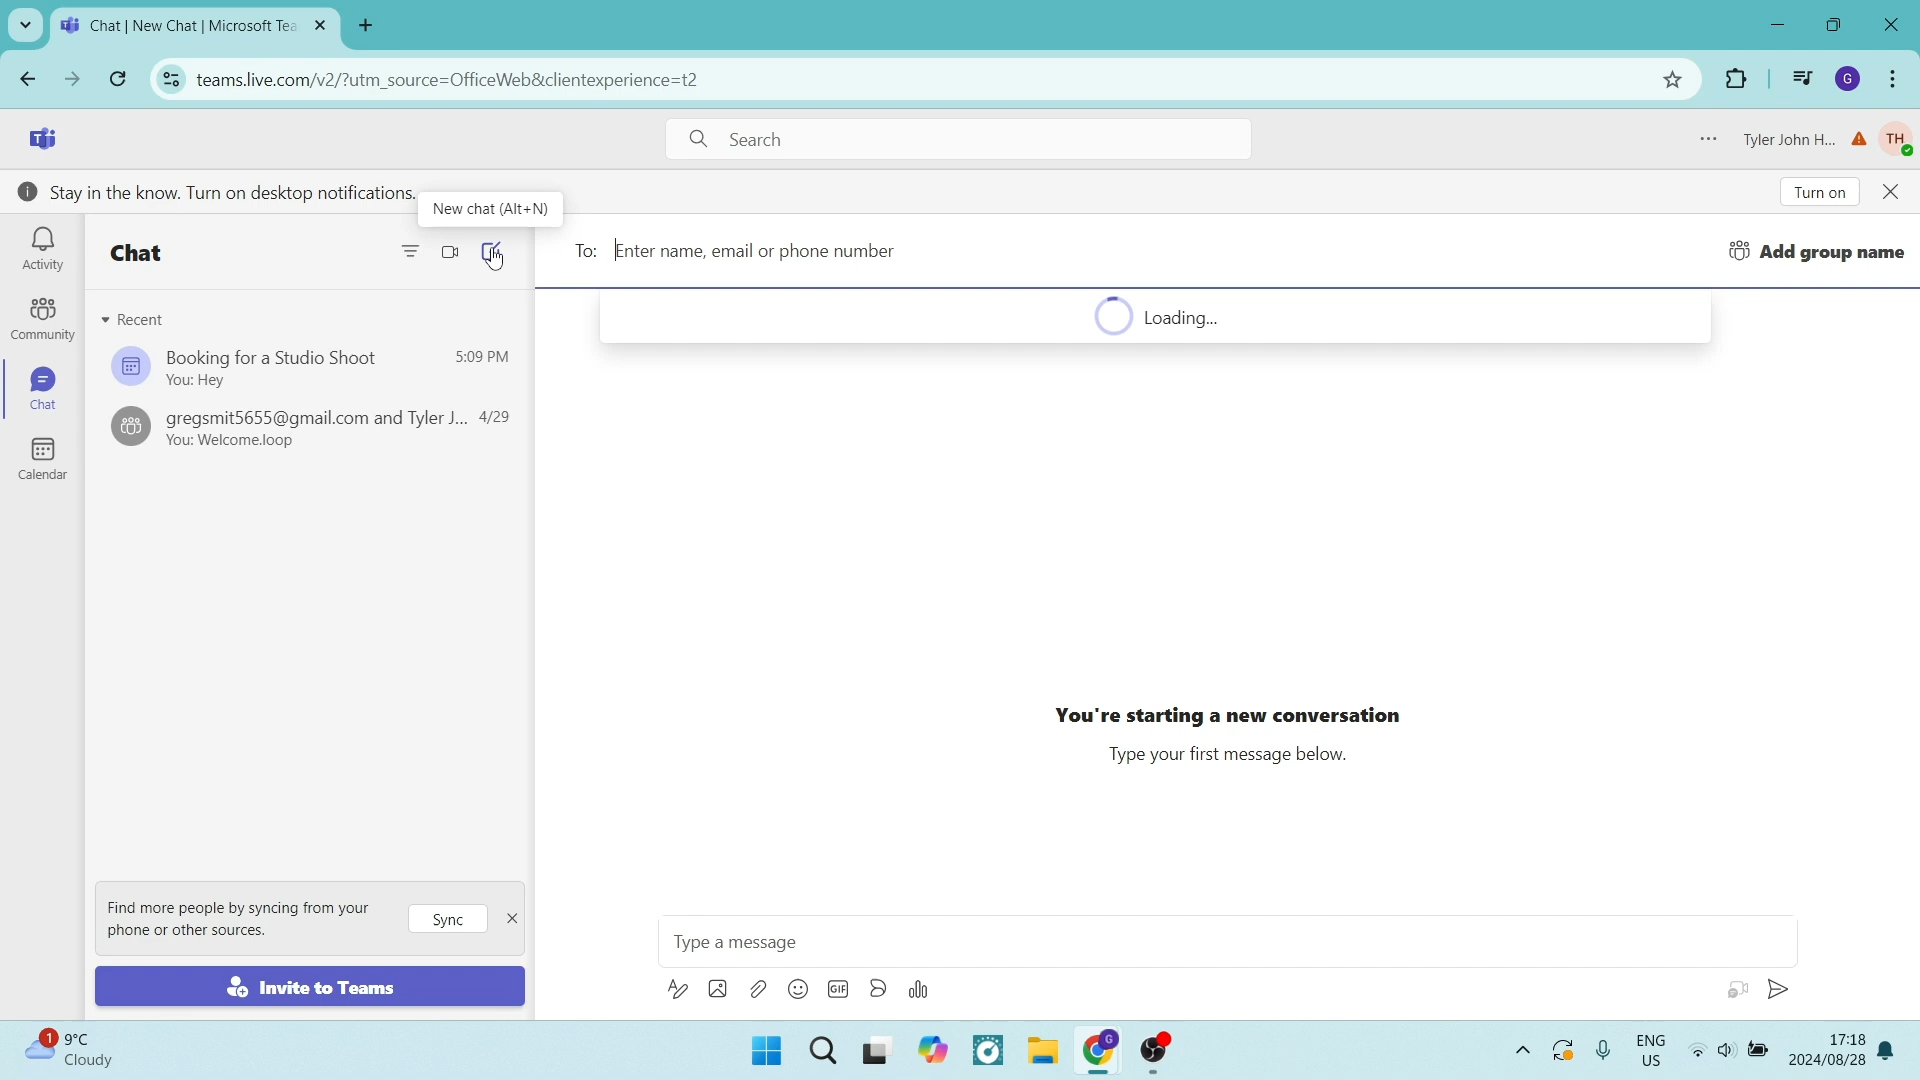 Chat | New Chat | Microsoft Tea
teams.live.com/v2/?utm_source=OfficeWeb&clientexperience=t2
G
Search
Tyler John H...
TH
Stay in the know. Turn on desktop notifications.
Turn on
New chat (Alt+N)
Activity
Community
Chat
Calendar
Chat
To: Enter name, email or phone number
Add group name
Loading...
Recent
Booking for a Studio Shoot 5:09 PM
You: Hey
gregsmit5655@gmail.com and Tyler J... 4/29
You: Welcome.loop
You're starting a new conversation
Type your first message below.
Find more people by syncing from your
phone or other sources.
Sync
Invite to Teams
Type a message
GIF
1
9°C
Cloudy
G
ENG
US
17:18
2024/08/28